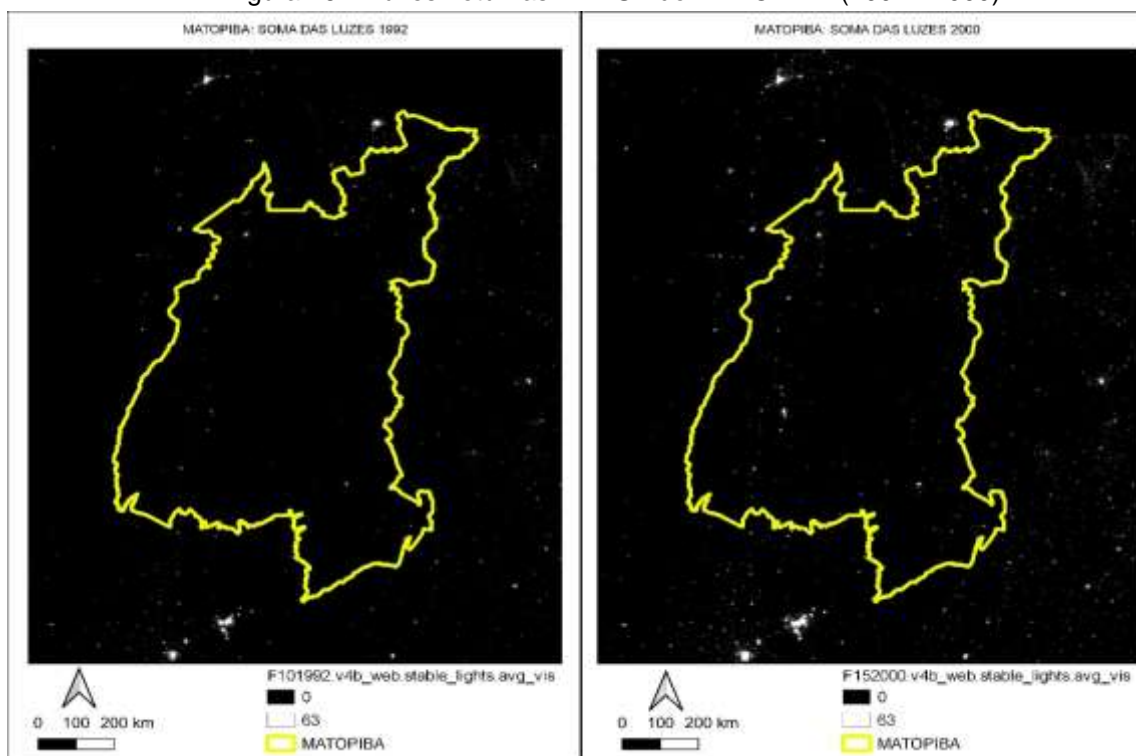 MATOPIBA: SOMA DAS LUZES 1992
MATOPIBA: SOMA DAS LUZES 2000
F101992.v4b_web.stable_lights.avg_vis
0
63
MATOPIBA
0 100 200 km
F152000.v4b_web.stable_lights.avg_vis
0
63
MATOPIBA
0 100 200 km